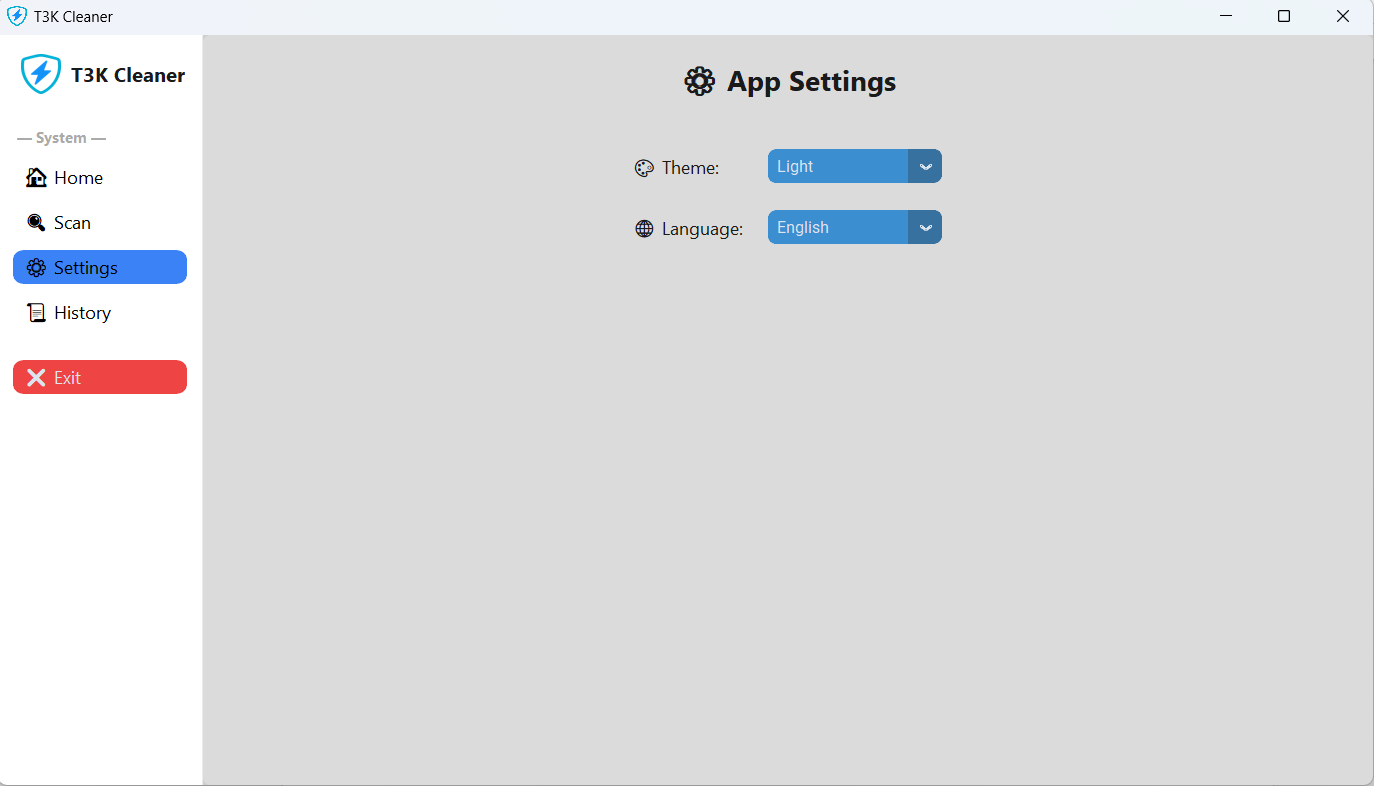 T3K Cleaner
T3K Cleaner
— System —
Home
Scan
Settings
History
Exit
App Settings
Theme: Light
Language: English